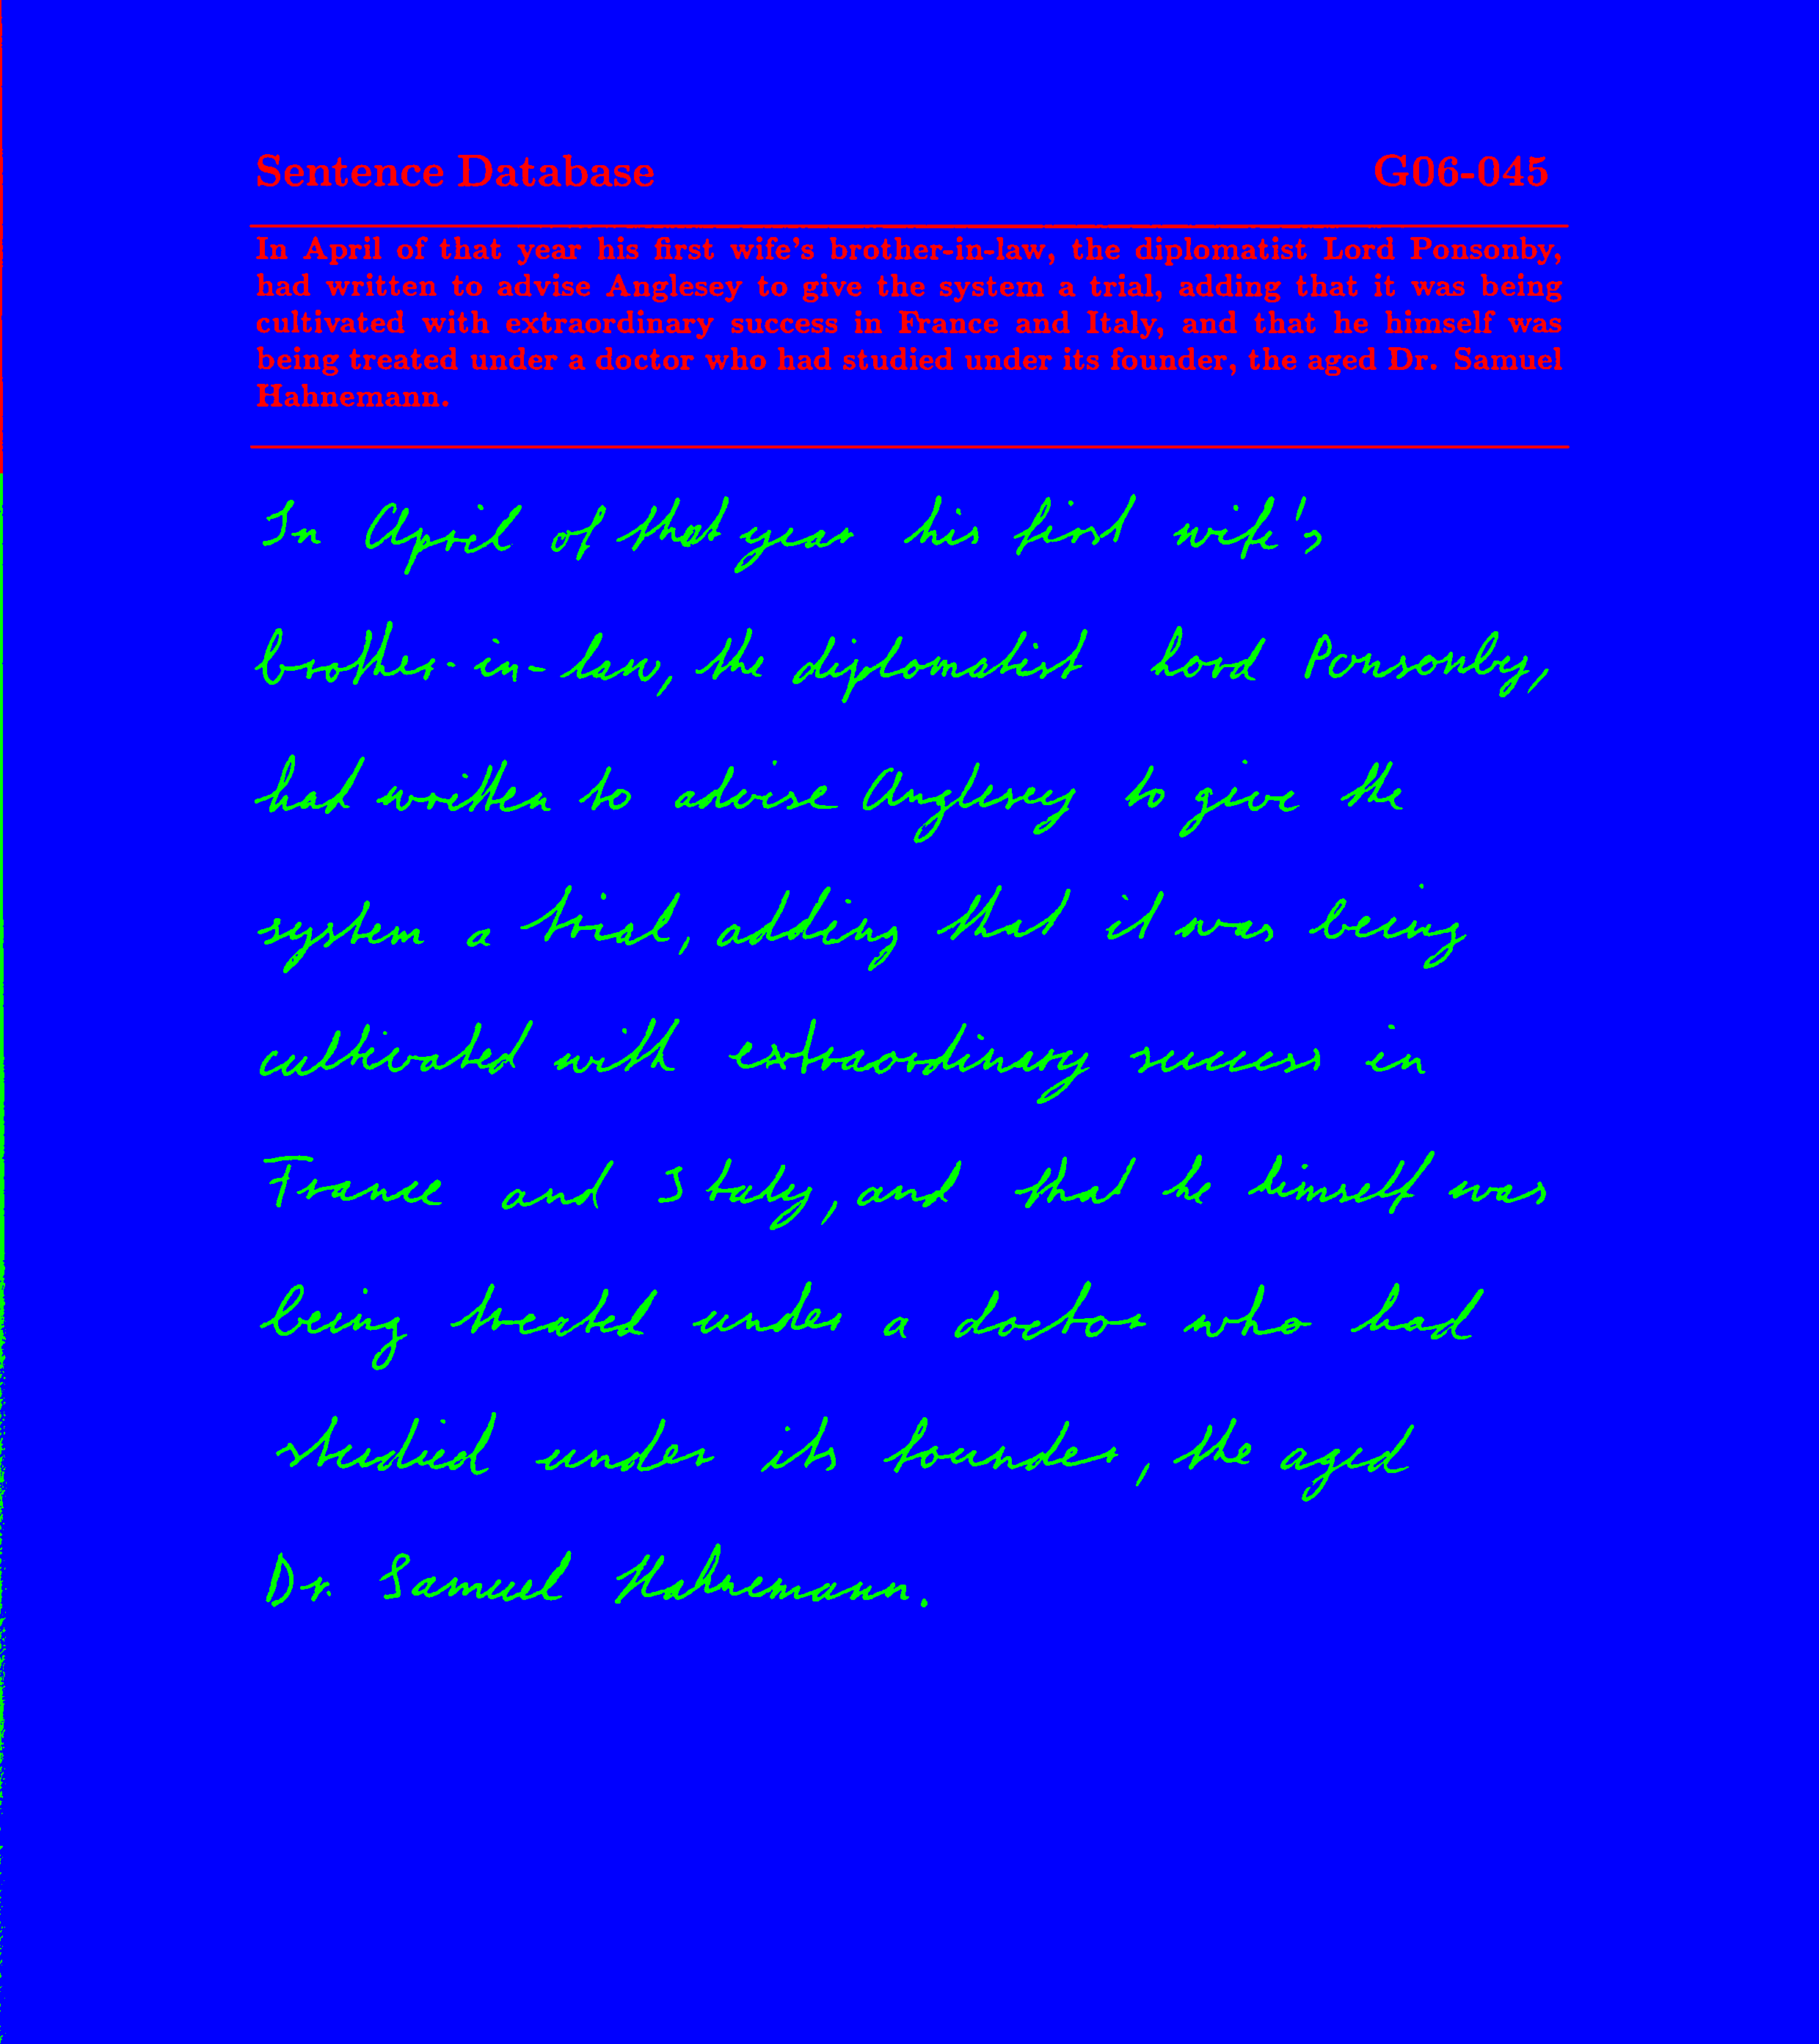 Sentence Database G06-045
In April of that year his first wife's brother-in-law, the diplomatist Lord Ponsonby,
had written to advise Anglesey to give the system a trial, adding that it was being
cultivated with extraordinary success in France and Italy, and that he himself was
being treated under a doctor who had studied under its founder, the aged Dr. Samuel
Hahnemann.
In April of that year his first wife's
brother-in-law, the diplomatist Lord Ponsonby,
had written to advise Anglesey to give the
system a trial, adding that it was being
cultivated with extraordinary success in
France and Italy, and that he himself was
being treated under a doctor who had
studied under its founder, the aged
Dr. Samuel Hahnemann.